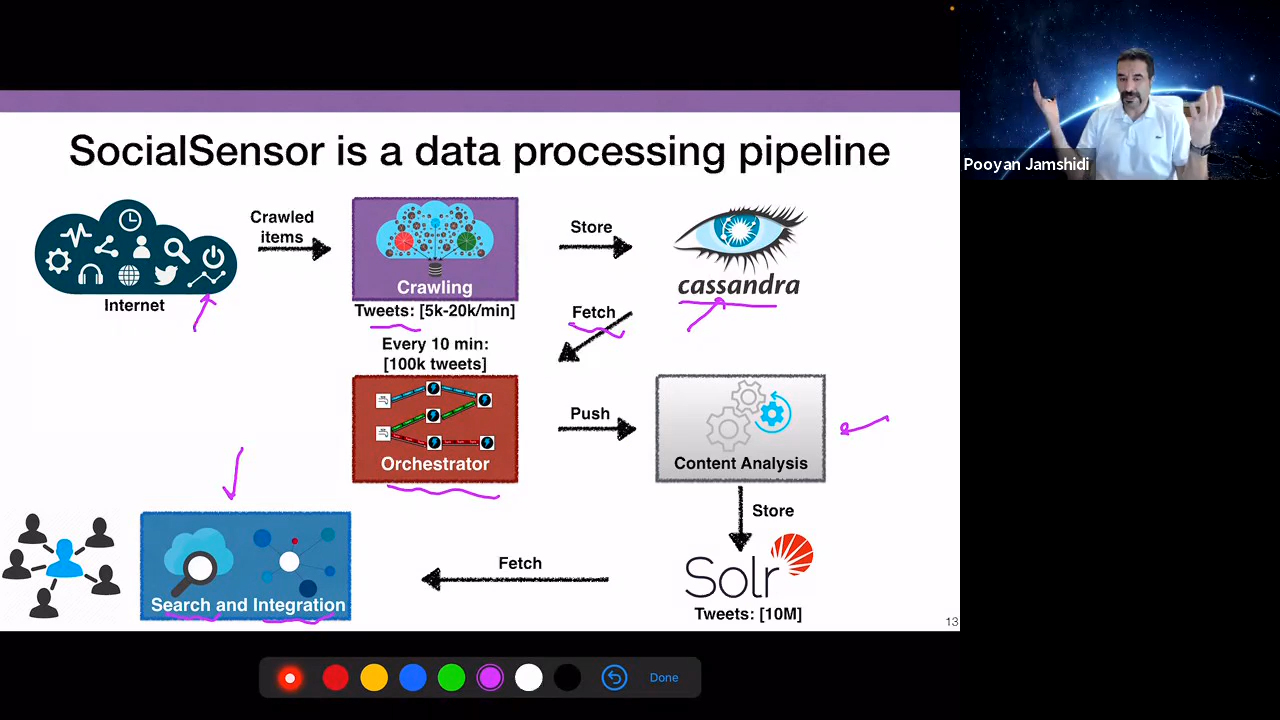 Pooyan Jamshidi
SocialSensor is a data processing pipeline
Internet
Crawled
items
Crawling
Tweets: [5k-20k/min]
Store
cassandra
Fetch
Every 10 min:
[100k tweets]
Orchestrator
Push
Content Analysis
Store
Solr
Tweets: [10M]
Fetch
Search and Integration
13
Done